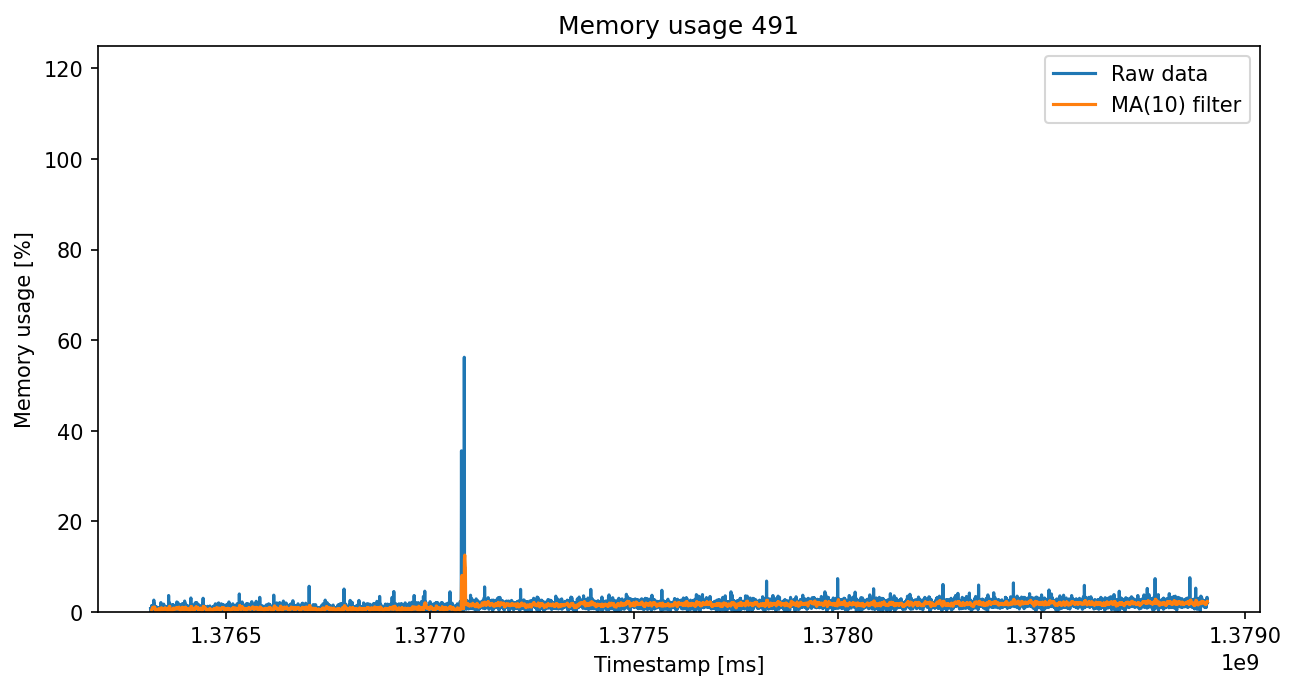 Memory usage 491
Raw data
MA(10) filter
120
100
80
60
40
20
0
Memory usage [%]
1.3765 1.3770 1.3775 1.3780 1.3785 1.3790
1e9
Timestamp [ms]